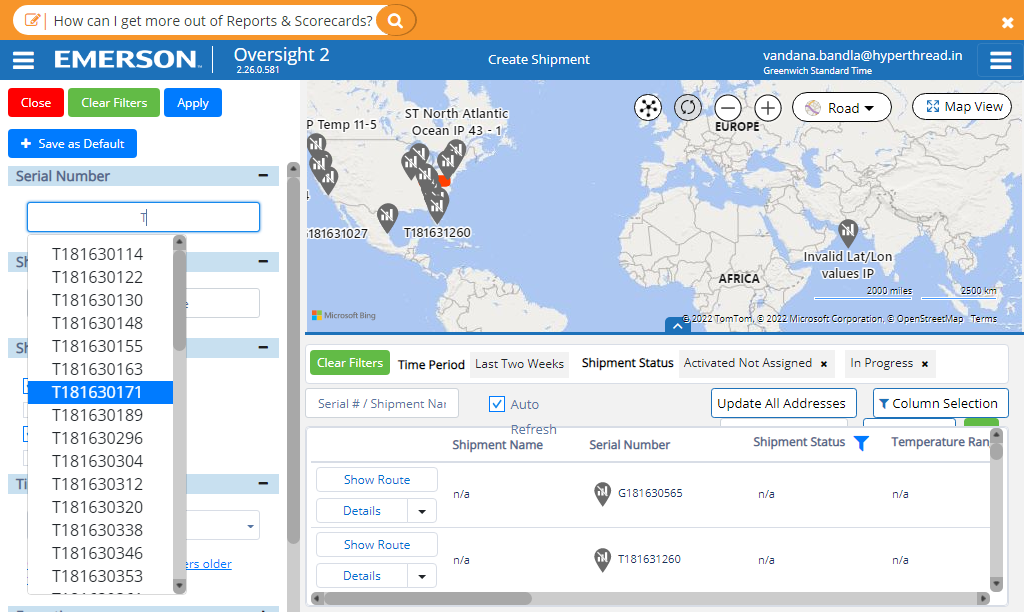 How can I get more out of Reports & Scorecards?
EMERSON
Oversight 2
2.26.0.581
Create Shipment
vandana.bandla@hyperthread.in
Greenwich Standard Time
Close
Clear Filters
Apply
+ Save as Default
Serial Number
T
T181630114
T181630122
T181630130
T181630148
T181630155
T181630163
T181630171
T181630189
T181630296
T181630304
T181630312
T181630320
T181630338
T181630346
T181630353
ers older
P Temp 11-5
ST North Atlantic
Ocean IP 43 - 1
181631027
T181631260
EUROPE
Road
Map View
Invalid Lat/Lon
values IP
AFRICA
2000 miles
2500 km
Microsoft Bing
© 2022 TomTom, © 2022 Microsoft Corporation, © OpenStreetMap Terms
Clear Filters
Time Period
Last Two Weeks
Shipment Status
Activated Not Assigned ×
In Progress ×
Serial # / Shipment Nar
Auto
Refresh
Update All Addresses
Column Selection
Shipment Name
Serial Number
Shipment Status
Temperature Ran
Show Route
Details
n/a
G181630565
n/a
n/a
Show Route
Details
n/a
T181631260
n/a
n/a